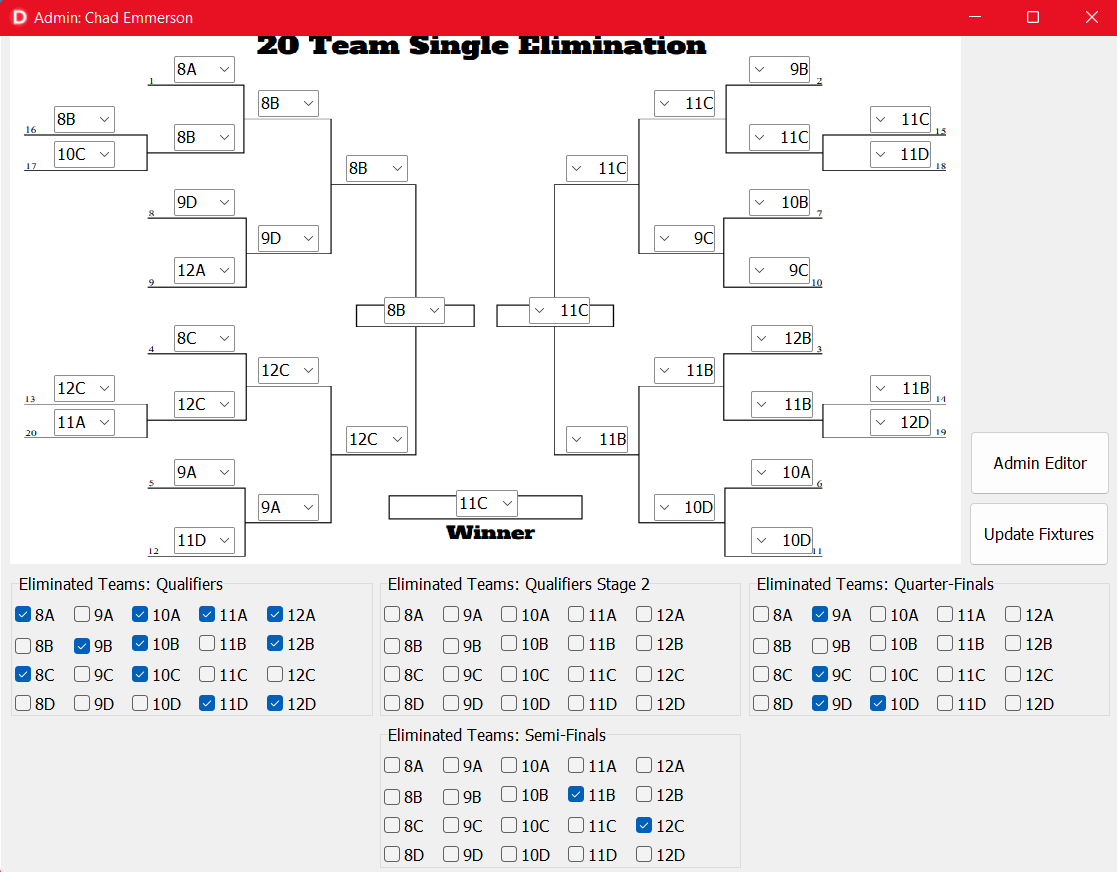 D Admin: Chad Emmerson
20 Team Single Elimination
8A 9B
1 2
8B 8B 11C 11C
16 15
8B 11C
10C 11D
17 18
8B 11C
9D 10B
8 7
9D 9C
12A 9C
9 10
8B 11C
8C 12B
4 3
12C 11B
12C 11B
13 14
12C 11B
11A 12D
20 19
12C 11B
9A 10A
5 6
9A 11C 10D
Winner
11D 10D
12 11
Admin Editor
Update Fixtures
Eliminated Teams: Qualifiers
8A 9A 10A 11A 12A
8B 9B 10B 11B 12B
8C 9C 10C 11C 12C
8D 9D 10D 11D 12D
Eliminated Teams: Qualifiers Stage 2
8A 9A 10A 11A 12A
8B 9B 10B 11B 12B
8C 9C 10C 11C 12C
8D 9D 10D 11D 12D
Eliminated Teams: Quarter-Finals
8A 9A 10A 11A 12A
8B 9B 10B 11B 12B
8C 9C 10C 11C 12C
8D 9D 10D 11D 12D
Eliminated Teams: Semi-Finals
8A 9A 10A 11A 12A
8B 9B 10B 11B 12B
8C 9C 10C 11C 12C
8D 9D 10D 11D 12D